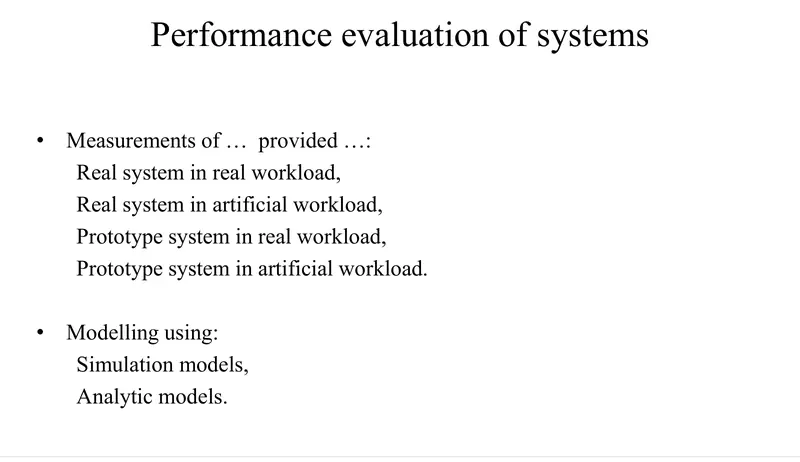 Performance evaluation of systems
• Measurements of … provided …:
Real system in real workload,
Real system in artificial workload,
Prototype system in real workload,
Prototype system in artificial workload.
• Modelling using:
Simulation models,
Analytic models.